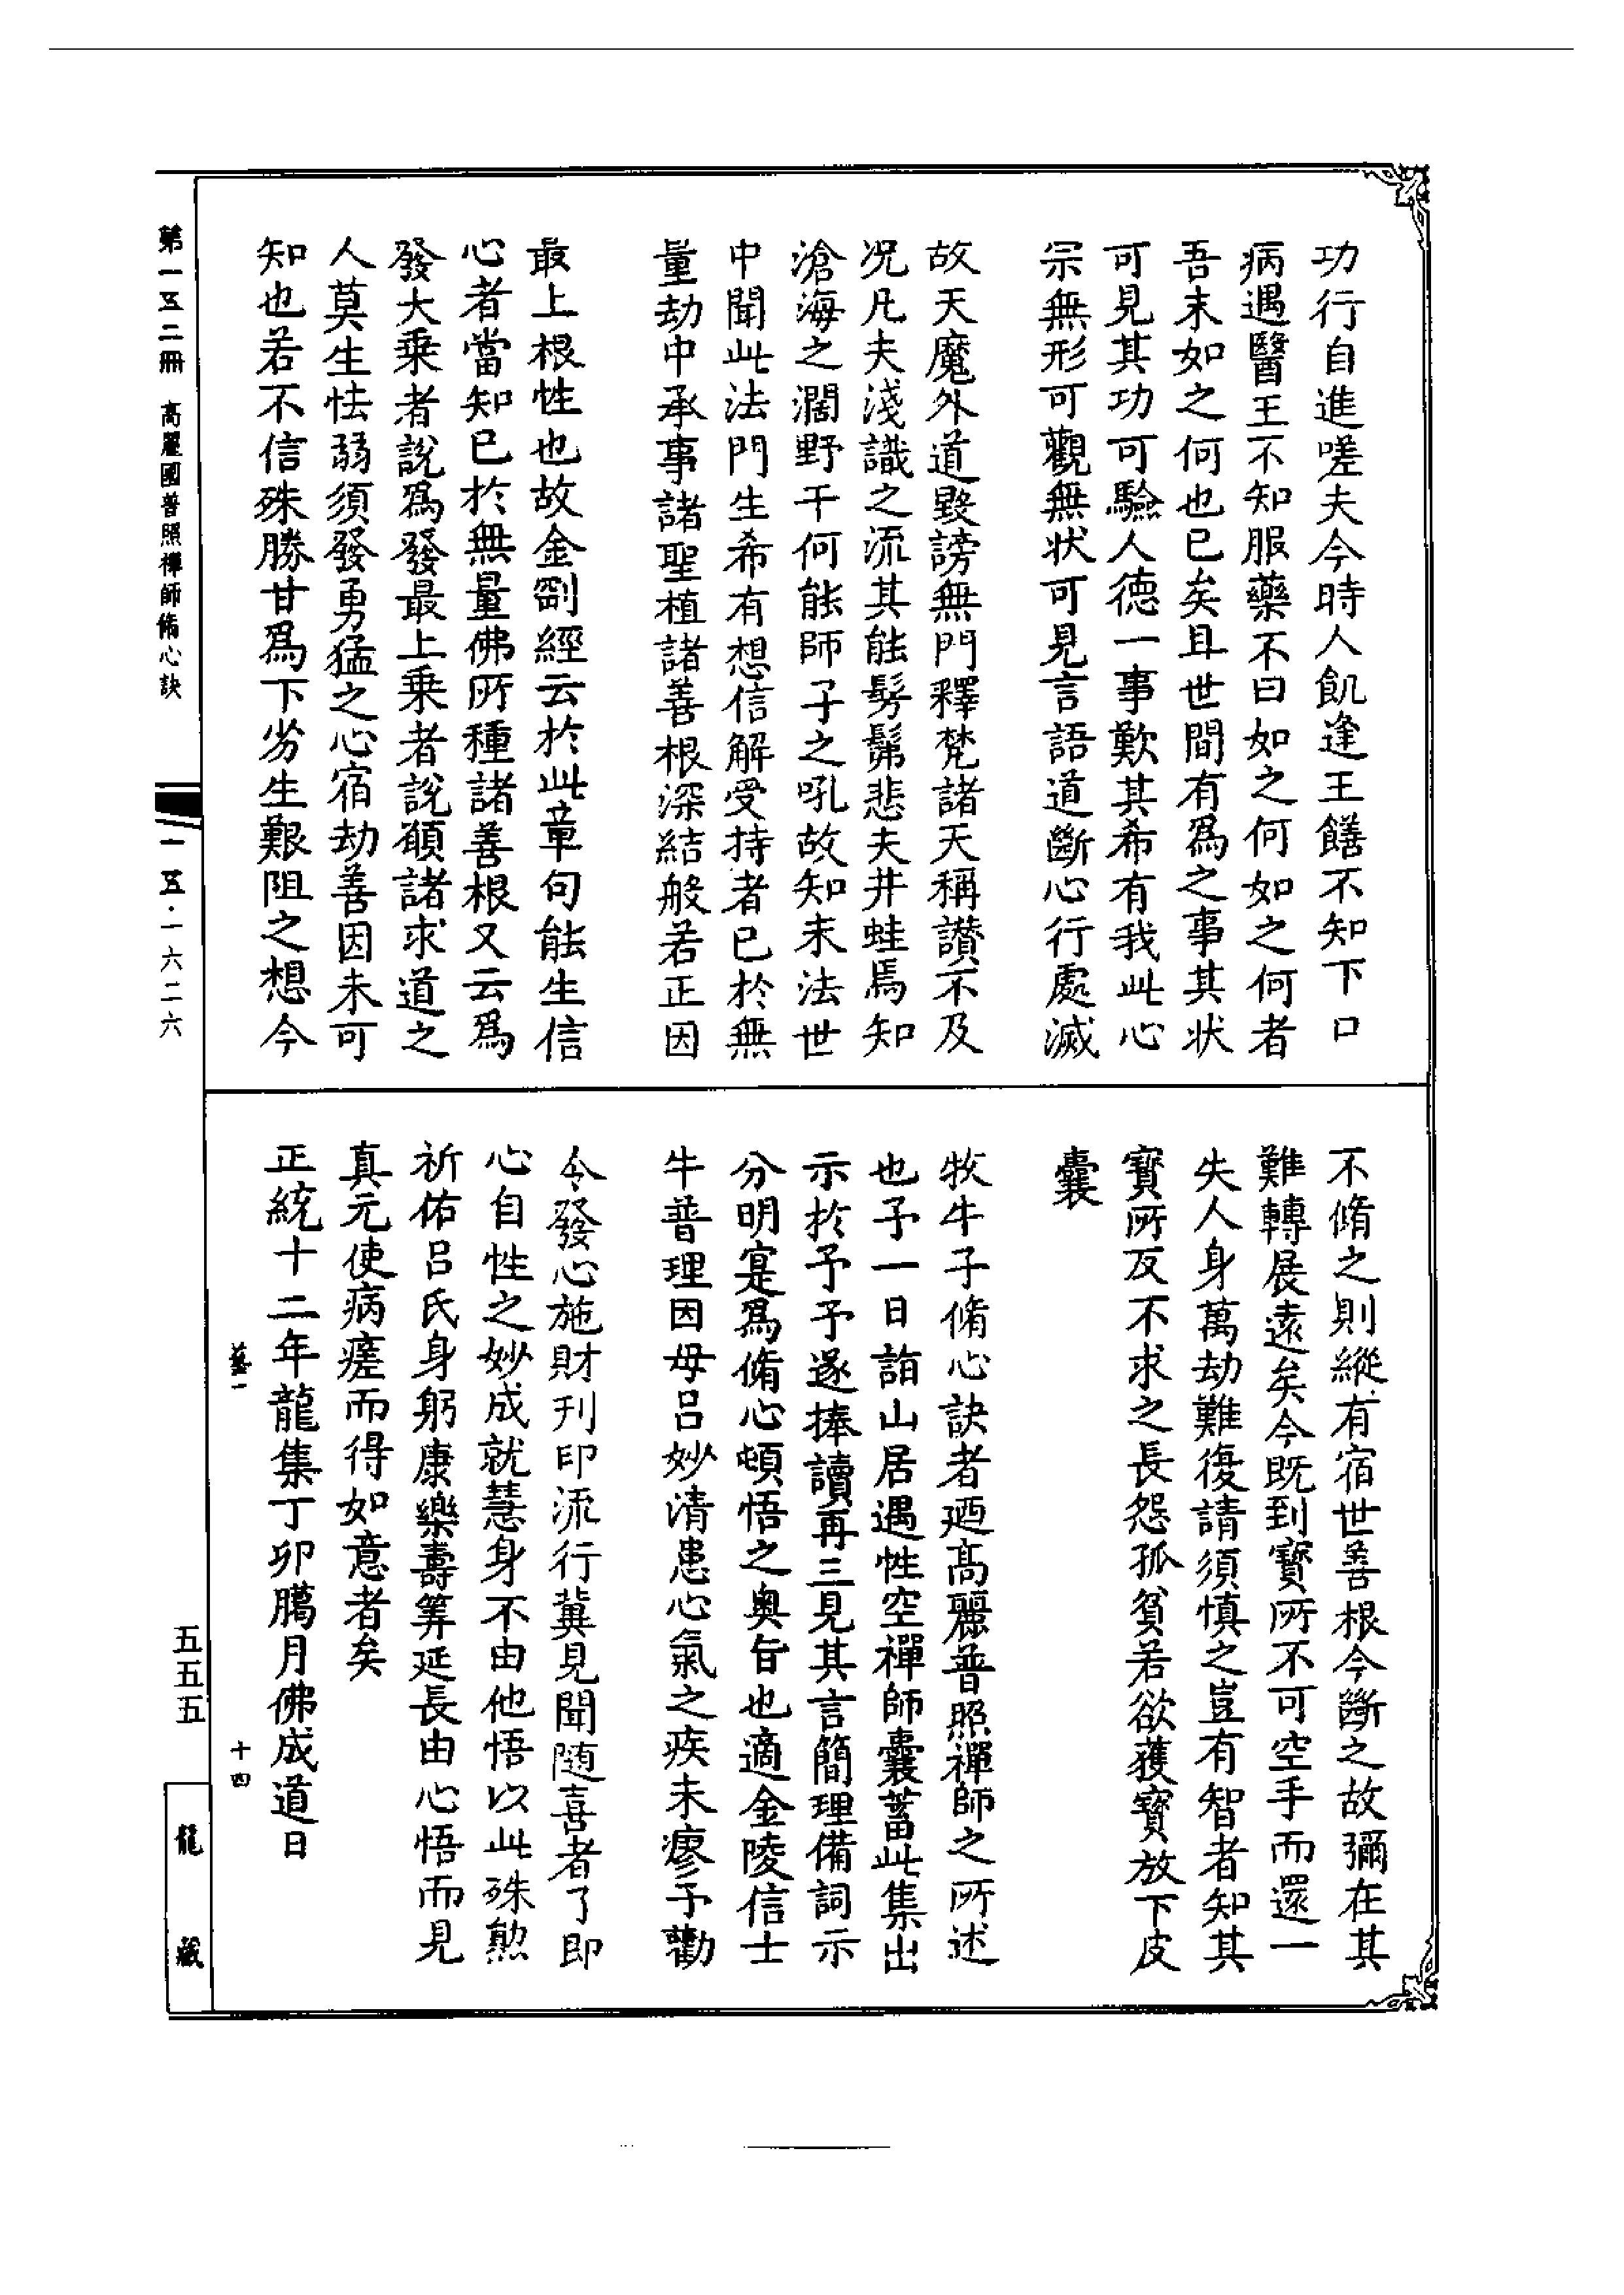 功行自進嗟夫今時人飢逢王饍不知下口
病遇醫王不知服藥不曰如之何如之何者
吾末如之何也已矣且世間有爲之事其状
可見其功可驗人德一事歎其希有我此心
宗無形可觀無状可見言語道斷心行處滅
故天魔外道毀謗無門釋梵諸天稱讃不及
况凡夫淺識之流其能髣髴悲夫井蛙焉知
滄海之濶野干何能師子之吼故知末法世
中聞此法門生希有想信解受持者已於無
量劫中承事諸聖植諸善根深結般若正因
最上根性也故金剛經云於此章句能生信
心者當知已於無量佛所種諸善根又云爲
發大乗者說爲發最上乗者說願諸求道之
人莫生怯弱須發勇猛之心宿劫善因未可
知也若不信殊勝甘爲下劣生艱阻之想今
不脩之則縱有宿世善根今斷之故彌在其
難轉展遠矣今既到寶所不可空手而還一
失人身萬劫難復請須慎之豈有智者知其
寶所反不求之長怨孤貧若欲獲寶放下皮
囊
牧牛子脩心訣者廼髙麗普照禪師之所述
也予一日詣山居遇性空禪師囊蓄此集出
示於予予遂捧讀再三見其言簡理備詞示
分明寔爲脩心頓悟之奥旨也適金陵信士
牛普理因母吕妙清患心氣之疾未瘳予勸
令發心施財刋印流行兾見聞随喜者了即
心自性之妙成就慧身不由他悟以此殊勲
祈佑吕氏身躬康樂壽筭延長由心悟而見
真元使病瘥而得如意者矣
正統十二年龍集丁卯臈月佛成道日
藝一　十四
第一五二冊　高麗國普照禪師脩心訣　一一五·一六二六
五五五
龍藏